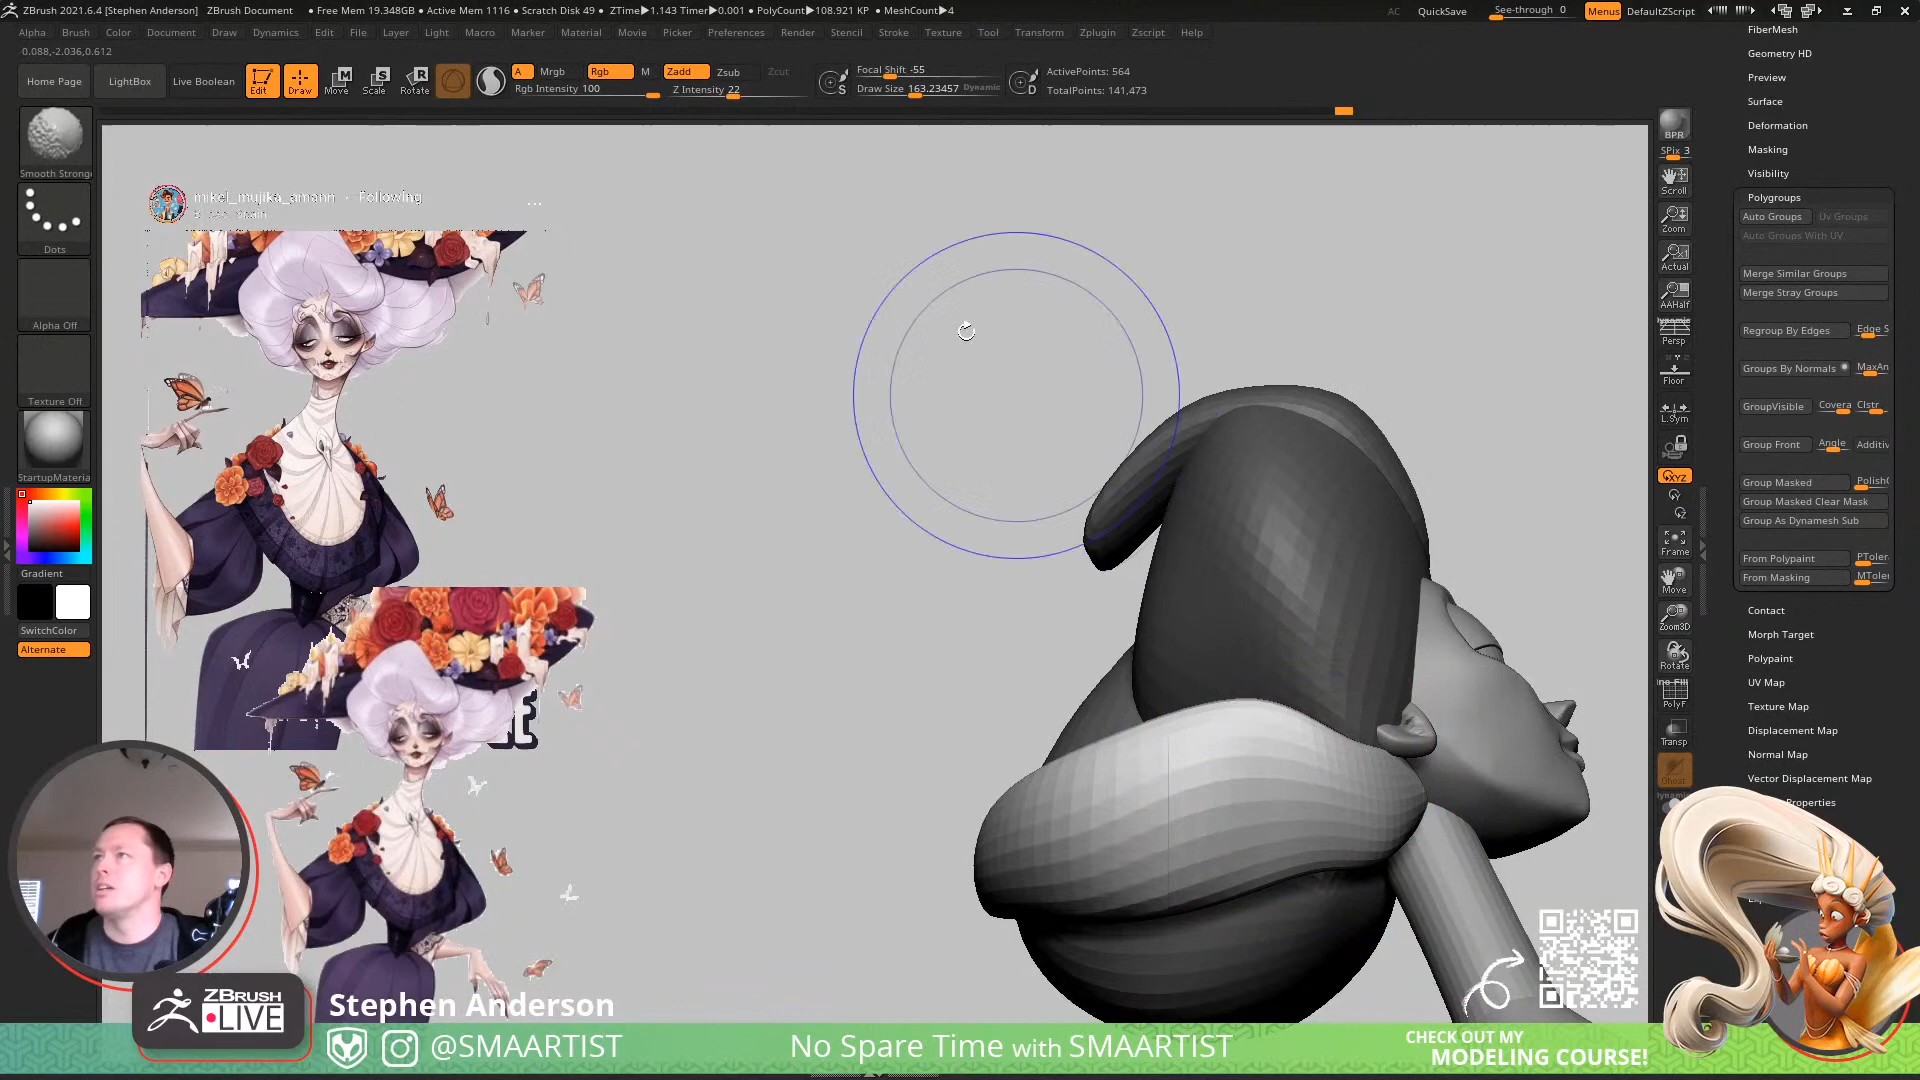 ZBrush 2021.6.4 [Stephen Anderson]
ZBrush Document
• Free Mem 19.348GB • Active Mem 1116 • Scratch Disk 49 • ZTime▶1.143 Timer▶0.001 • PolyCount▶108.921 KP • MeshCount▶4
AC
QuickSave
See-through 0
Menus
DefaultZScript
Alpha Brush Color Document Draw Dynamics Edit File Layer Light Macro Marker Material Movie Picker Preferences Render Stencil Stroke Texture Tool Transform Zplugin Zscript Help
0.088,-2.036,0.612
Home Page
LightBox
Live Boolean
Edit
Draw
Move
Scale
Rotate
A
Mrgb
Rgb
M
Zadd
Zsub
Zcut
Rgb Intensity 100
Z Intensity 22
Focal Shift -55
Draw Size 163.23457
Dynamic
ActivePoints: 564
TotalPoints: 141,473
Smooth Strong
Dots
Alpha Off
Texture Off
StartupMateria
Gradient
SwitchColor
Alternate
mikel_mujika_amann · Following
BPR
SPix 3
Scroll
Zoom
Actual
AAHalf
Dynamic
Persp
Floor
L.Sym
XYZ
Frame
Move
Zoom3D
Rotate
PolyF
Transp
Ghost
FiberMesh
Geometry HD
Preview
Surface
Deformation
Masking
Visibility
Polygroups
Auto Groups
Uv Groups
Auto Groups With UV
Merge Similar Groups
Merge Stray Groups
Regroup By Edges
Edge S
Groups By Normals
MaxAn
GroupVisible
Covera
Clstr
Group Front
Angle
Additiv
Group Masked
Group Masked Clear Mask
Group As Dynamesh Sub
From Polypaint
PToler
From Masking
MToler
Contact
Morph Target
Polypaint
UV Map
Texture Map
Displacement Map
Normal Map
Vector Displacement Map
Properties
ZBRUSH
LIVE
Stephen Anderson
@SMAARTIST
No Spare Time with SMAARTIST
CHECK OUT MY
MODELING COURSE!